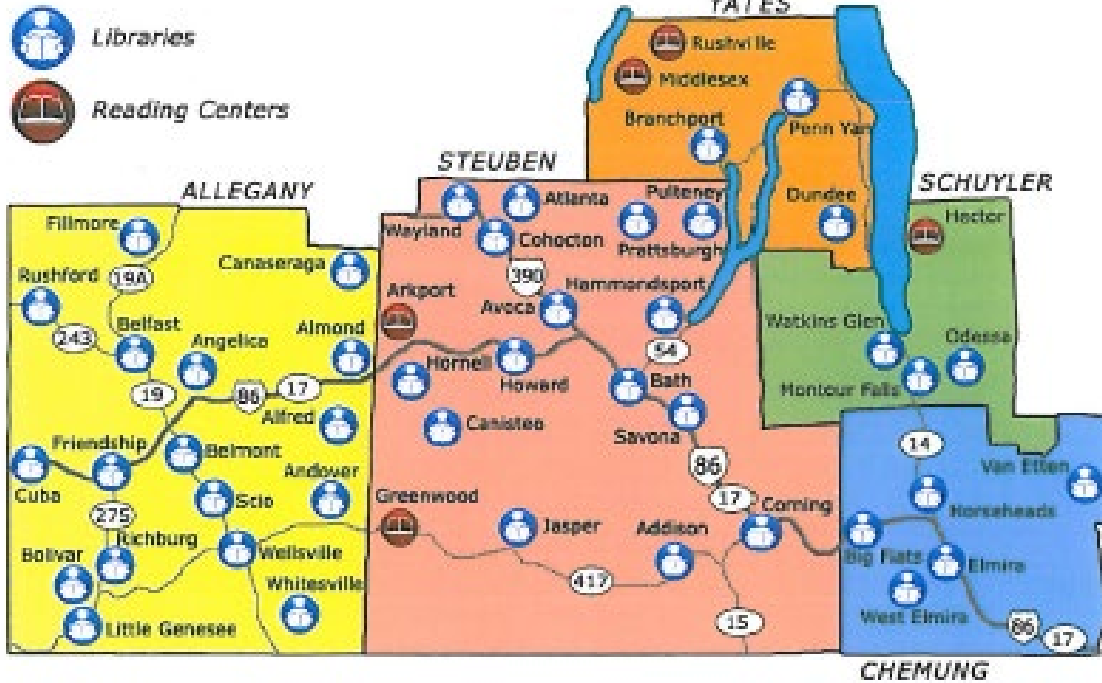 YATES
Libraries
Rushville
Middlesex
Reading Centers
Branchport
Penn Yan
STEUBEN
ALLEGANY
SCHUYLER
Pulteney
Dundee
Atlanta
Hector
Fillmore
Wayland
Cohocton
Prattsburgh
Rushford
19A
Canaseraga
390
Hammondsport
Arkport
Avoca
Watkins Glen
243
Belfast
Almond
Odessa
Angelica
54
Hornell
Howard
Bath
Montour Falls
19
86
17
Alfred
Canisteo
Savona
Friendship
Belmont
14
86
Van Etten
Cuba
Andover
Scio
Greenwood
17
Corning
Horseheads
275
Richburg
Jasper
Addison
Bolivar
Wellsville
Big Flats
Elmira
Whitesville
417
West Elmira
Little Genesee
15
86
17
CHEMUNG